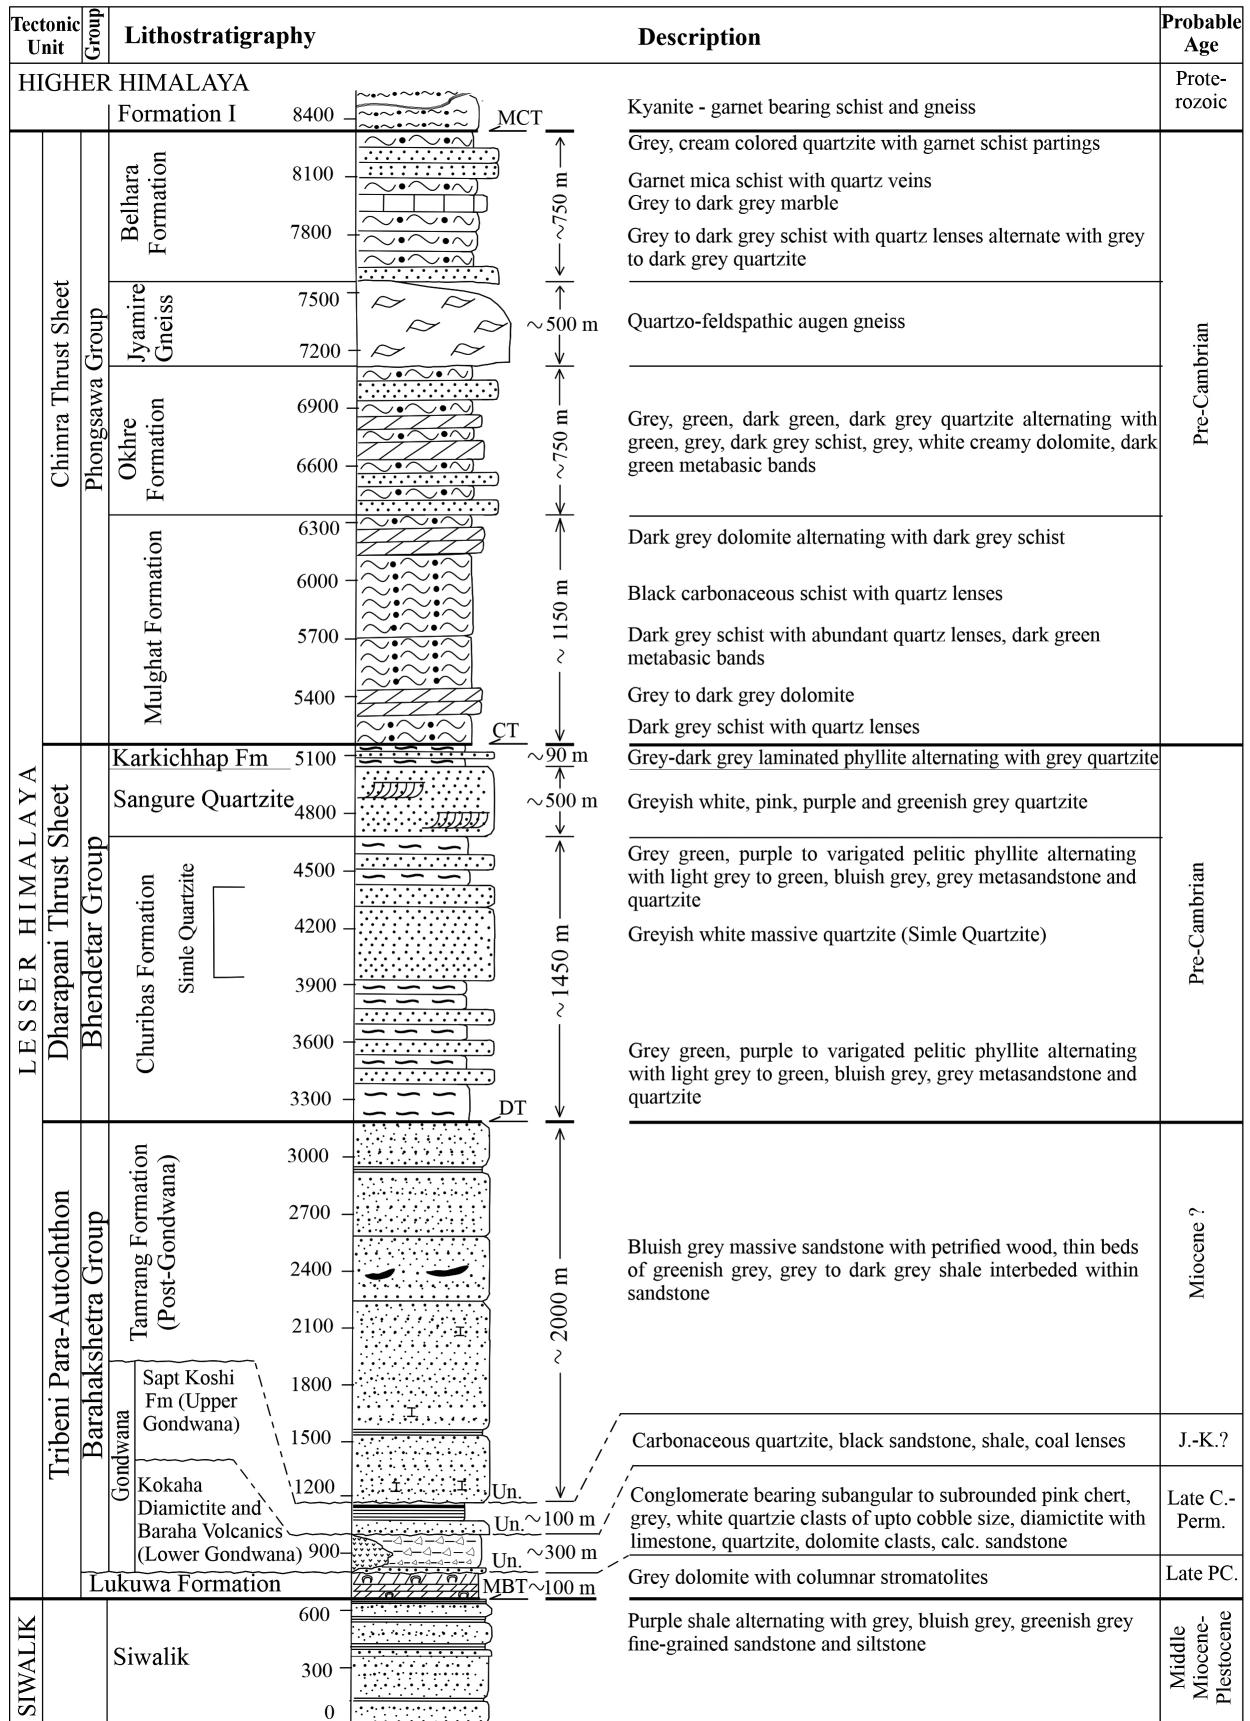 Tectonic Unit
Group
Lithostratigraphy
Description
Probable Age
HIGHER HIMALAYA
Prote-
rozoic
Formation I
8400
MCT
Kyanite - garnet bearing schist and gneiss
LESSER HIMALAYA
Chimra Thrust Sheet
Phongsawa Group
Pre-Cambrian
Belhara
Formation
8100
7800
~750 m
Grey, cream colored quartzite with garnet schist partings
Garnet mica schist with quartz veins
Grey to dark grey marble
Grey to dark grey schist with quartz lenses alternate with grey
to dark grey quartzite
Jyamire
Gneiss
7500
7200
~500 m
Quartzo-feldspathic augen gneiss
Okhre
Formation
6900
6600
~750 m
Grey, green, dark green, dark grey quartzite alternating with
green, grey, dark grey schist, grey, white creamy dolomite, dark
green metabasic bands
Mulghat Formation
6300
6000
5700
5400
~ 1150 m
Dark grey dolomite alternating with dark grey schist
Black carbonaceous schist with quartz lenses
Dark grey schist with abundant quartz lenses, dark green
metabasic bands
Grey to dark grey dolomite
Dark grey schist with quartz lenses
CT
Dharapani Thrust Sheet
Bhendetar Group
Pre-Cambrian
Karkichhap Fm
5100
~90 m
Grey-dark grey laminated phyllite alternating with grey quartzite
Sangure Quartzite
4800
~500 m
Greyish white, pink, purple and greenish grey quartzite
Churibas Formation
Simle Quartzite
4500
4200
3900
3600
3300
~ 1450 m
Grey green, purple to varigated pelitic phyllite alternating
with light grey to green, bluish grey, grey metasandstone and
quartzite
Greyish white massive quartzite (Simle Quartzite)
Grey green, purple to varigated pelitic phyllite alternating
with light grey to green, bluish grey, grey metasandstone and
quartzite
DT
Tribeni Para-Autochthon
Barahakshetra Group
Tamrang Formation
(Post-Gondwana)
3000
2700
2400
2100
1800
1500
1200
~ 2000 m
Bluish grey massive sandstone with petrified wood, thin beds
of greenish grey, grey to dark grey shale interbeded within
sandstone
Miocene ?
Gondwana
Sapt Koshi
Fm (Upper
Gondwana)
Un.
~100 m
Carbonaceous quartzite, black sandstone, shale, coal lenses
J.-K.?
Kokaha
Diamictite and
Baraha Volcanics
(Lower Gondwana)
900
Un.
~300 m
Conglomerate bearing subangular to subrounded pink chert,
grey, white quartzie clasts of upto cobble size, diamictite with
limestone, quartzite, dolomite clasts, calc. sandstone
Late C.-
Perm.
Un.
Lukuwa Formation
MBT
~100 m
Grey dolomite with columnar stromatolites
Late PC.
SIWALIK
Siwalik
600
300
0
Purple shale alternating with grey, bluish grey, greenish grey
fine-grained sandstone and siltstone
Middle
Miocene-
Plestocene